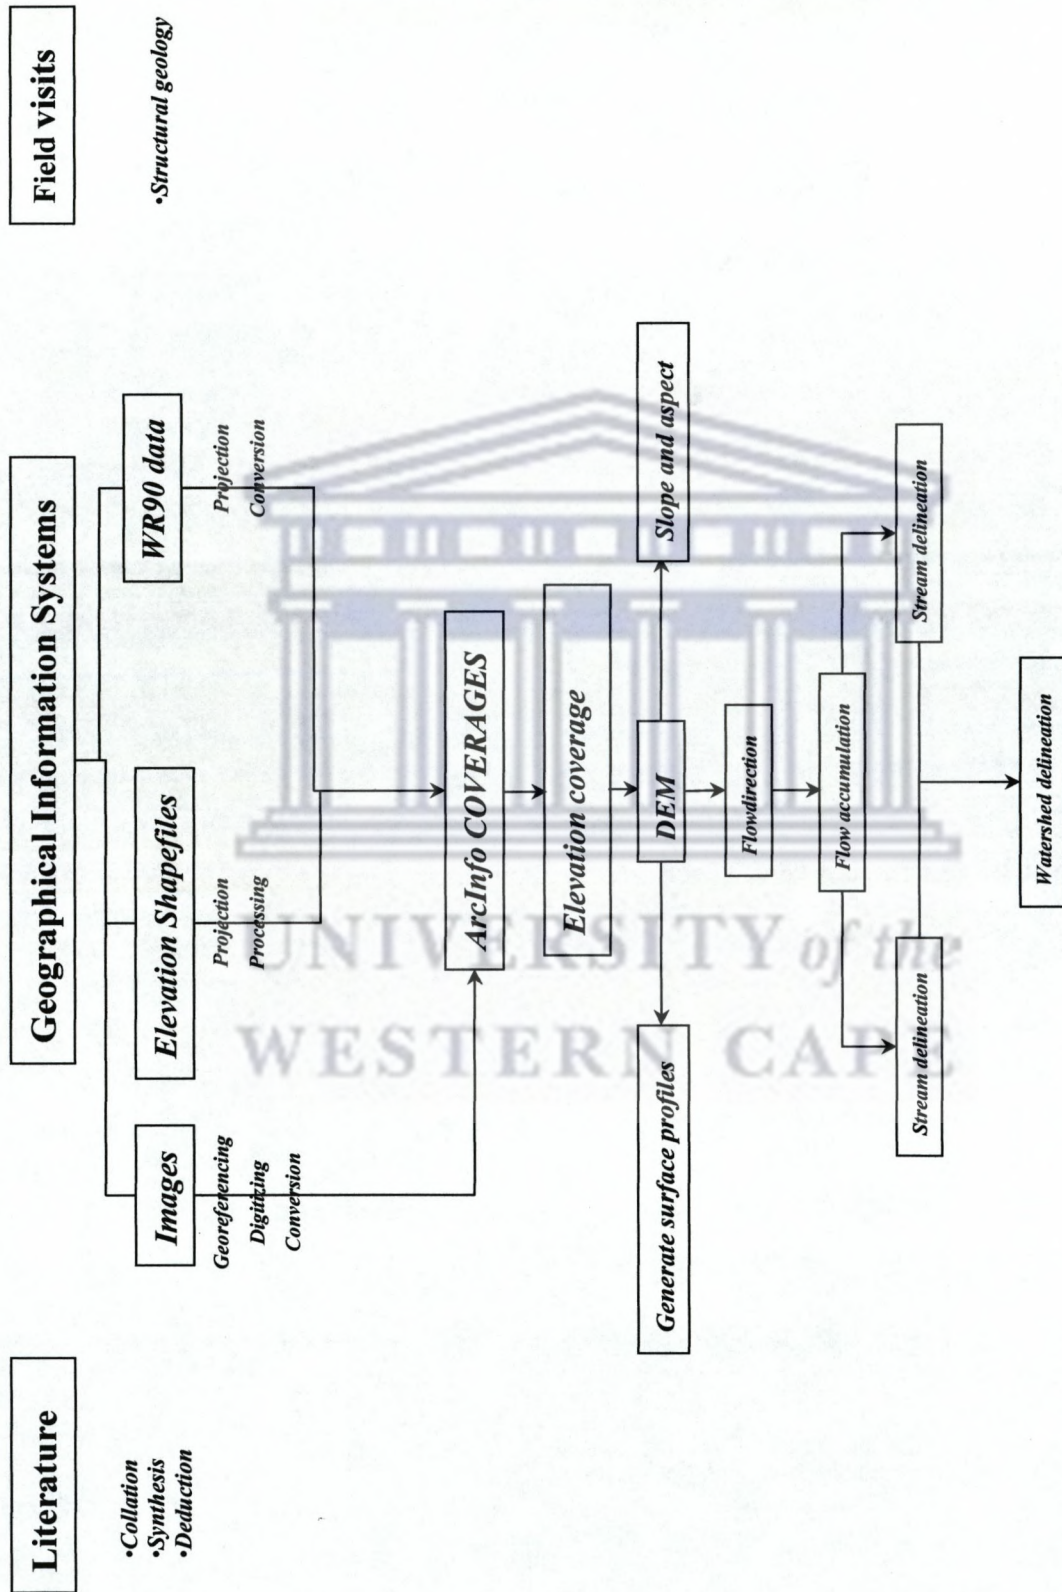 Literature
•Collation
•Synthesis
•Deduction
Geographical Information Systems
Images
Georeferencing
Digitizing
Conversion
Elevation Shapefiles
Projection
Processing
WR90 data
Projection
Conversion
ArcInfo COVERAGES
Elevation coverage
Generate surface profiles
DEM
Slope and aspect
Flowdirection
Flow accumulation
Stream delineation
Stream delineation
Watershed delineation
Field visits
•Structural geology
UNIVERSITY of the
WESTERN CAPE